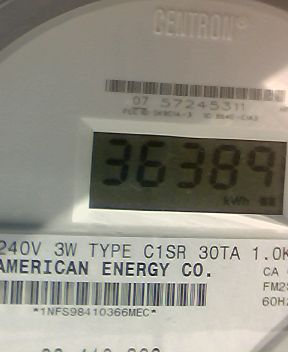 CENTRON®
07 57245311
36389
kWh
240V 3W TYPE C1SR 30TA 1.0K
AMERICAN ENERGY CO.
CA
FM2S
60HZ
*1NFS98410366MEC*